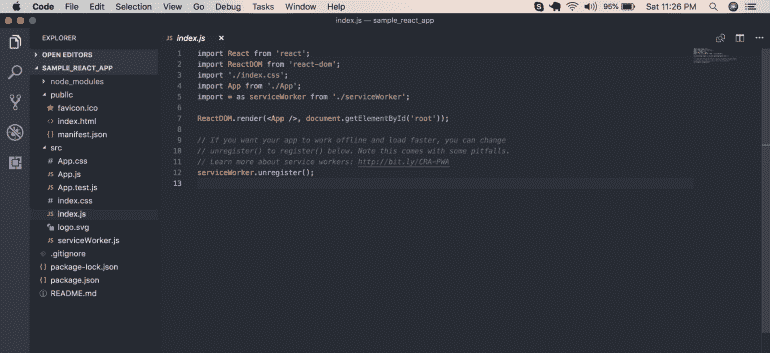 Code File Edit Selection View Go Debug Tasks Window Help 95% Sat 11:26 PM
index.js — sample_react_app
EXPLORER
OPEN EDITORS
SAMPLE_REACT_APP
node_modules
public
favicon.ico
index.html
manifest.json
src
App.css
App.js
App.test.js
index.css
index.js
logo.svg
serviceWorker.js
.gitignore
package-lock.json
package.json
README.md
JS index.js ×
1 import React from 'react';
2 import ReactDOM from 'react-dom';
3 import './index.css';
4 import App from './App';
5 import * as serviceWorker from './serviceWorker';
6
7 ReactDOM.render(<App />, document.getElementById('root'));
8
9 // If you want your app to work offline and load faster, you can change
10 // unregister() to register() below. Note this comes with some pitfalls.
11 // Learn more about service workers: http://bit.ly/CRA-PWA
12 serviceWorker.unregister();
13